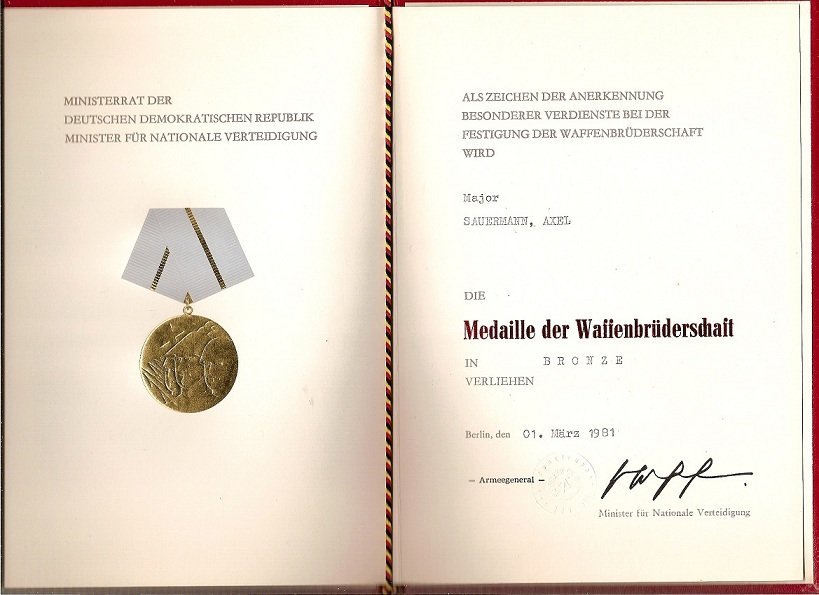 MINISTERRAT DER
DEUTSCHEN DEMOKRATISCHEN REPUBLIK
MINISTER FÜR NATIONALE VERTEIDIGUNG
ALS ZEICHEN DER ANERKENNUNG
BESONDERER VERDIENSTE BEI DER
FESTIGUNG DER WAFFENBRÜDERSCHAFT
WIRD
Major
SAUERMANN, AXEL
DIE
Medaille der Waffenbrüderschaft
IN BRONZE
VERLIEHEN
Berlin, den 01. März 1981
– Armeegeneral –
Minister für Nationale Verteidigung